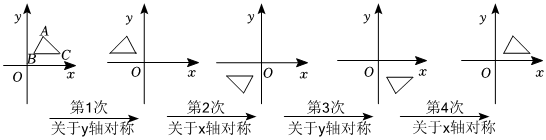 y y y y y
A
B C
O x O x O x O x O x
第1次 第2次 第3次 第4次
关于y轴对称 关于x轴对称 关于y轴对称 关于x轴对称